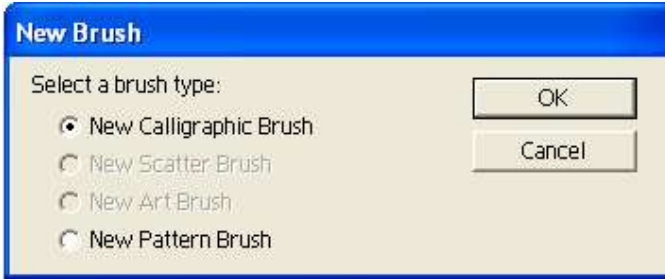 New Brush
Select a brush type:
OK
New Calligraphic Brush
Cancel
New Scatter Brush
New Art Brush
New Pattern Brush